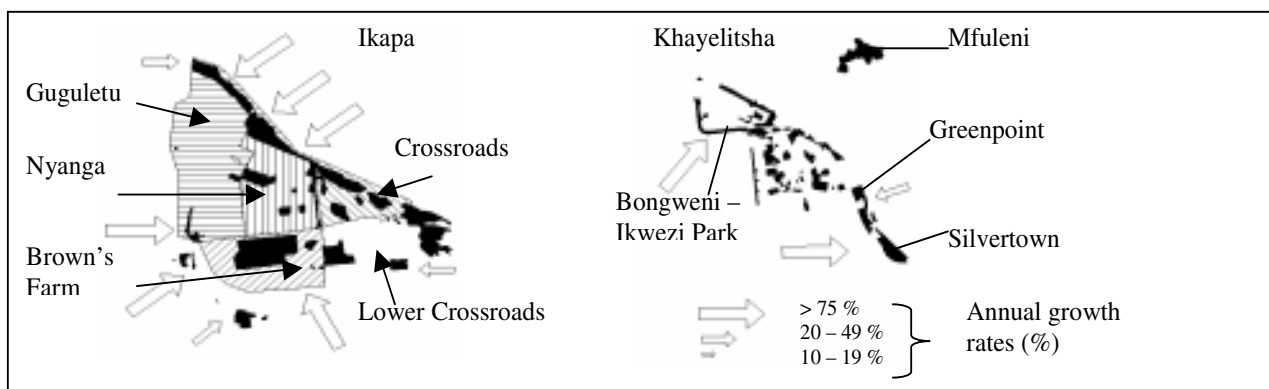 Ikapa
Khayelitsha
Mfuleni
Guguletu
Greenpoint
Crossroads
Nyanga
Bongweni –
Ikwezi Park
Silvertown
Brown's
Farm
Lower Crossroads
> 75 %
20 – 49 %
10 – 19 %
Annual growth
rates (%)